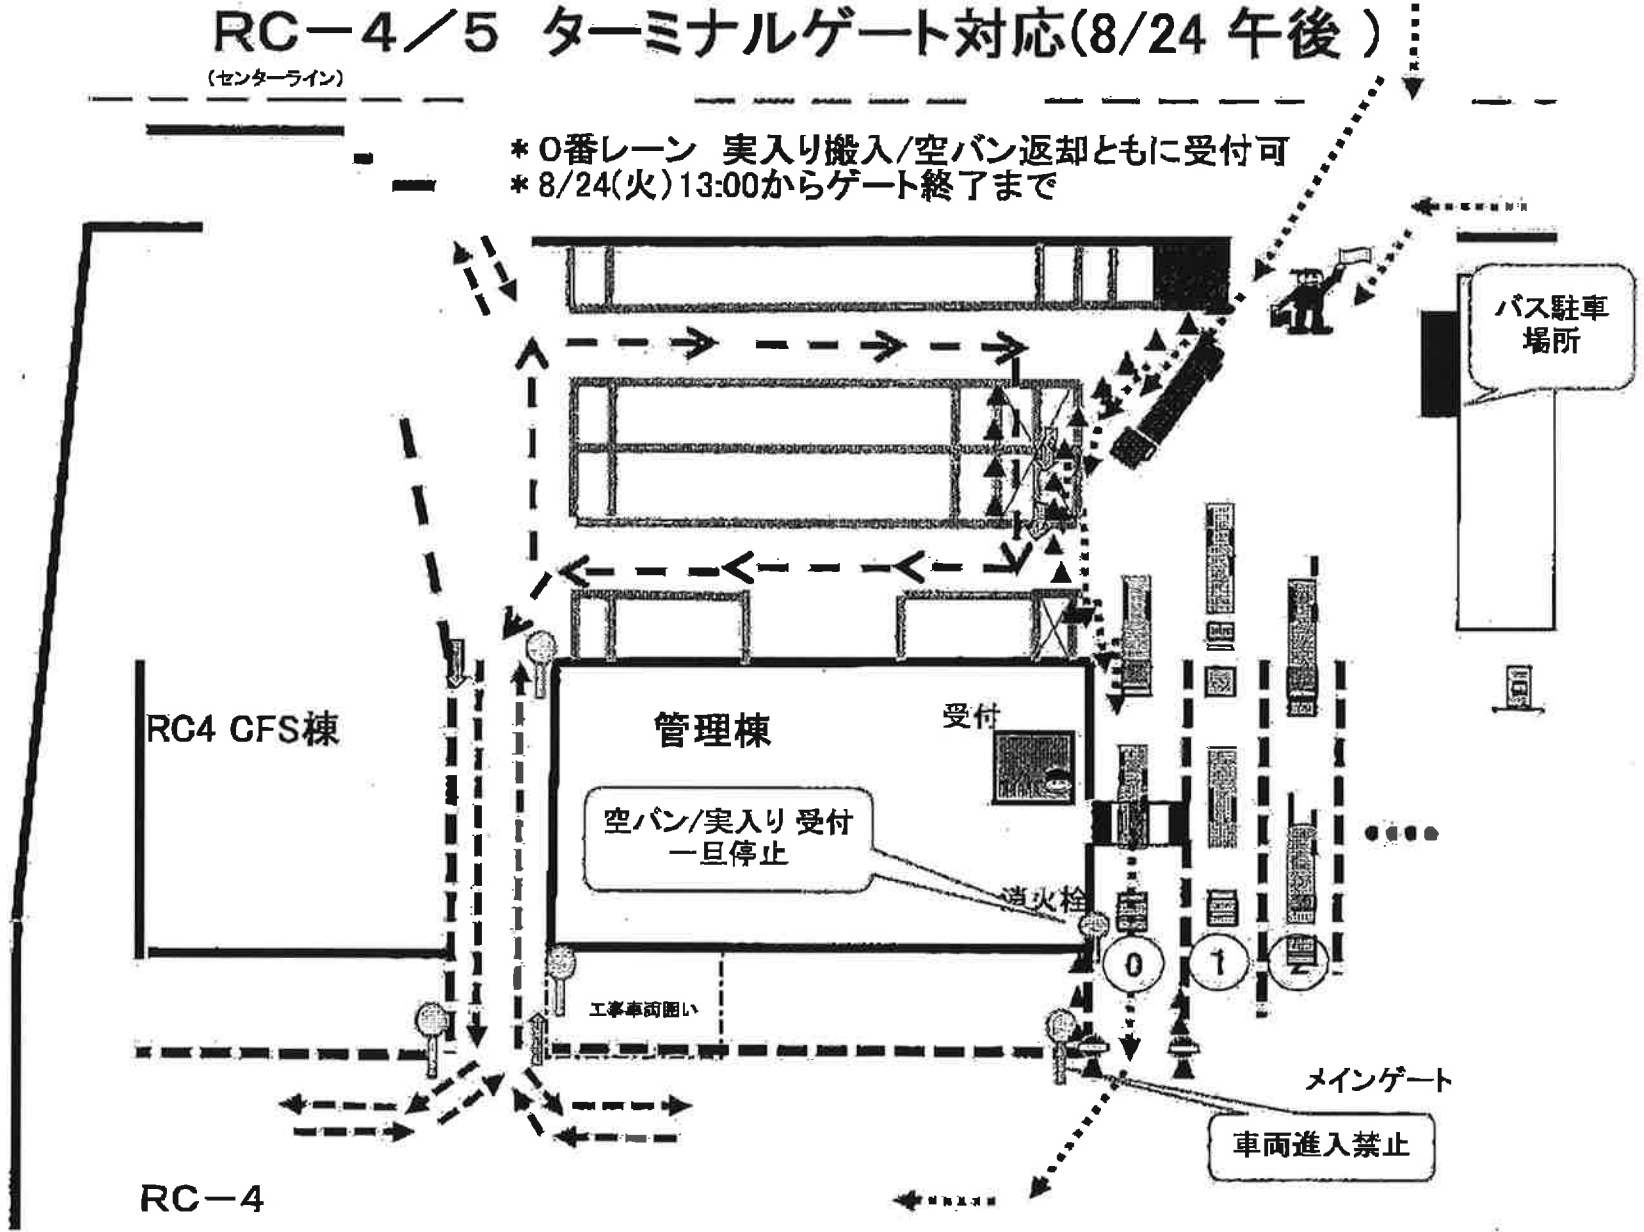 RC－4／5 ターミナルゲート対応(8/24 午後 )
(センターライン)
＊0番レーン 実入り搬入/空バン返却ともに受付可
＊8/24(火)13:00からゲート終了まで
バス駐車
場所
RC4 CFS棟
管理棟
受付
空バン/実入り 受付
一旦停止
消火栓
0
1
2
工事車両囲い
メインゲート
車両進入禁止
RC－4